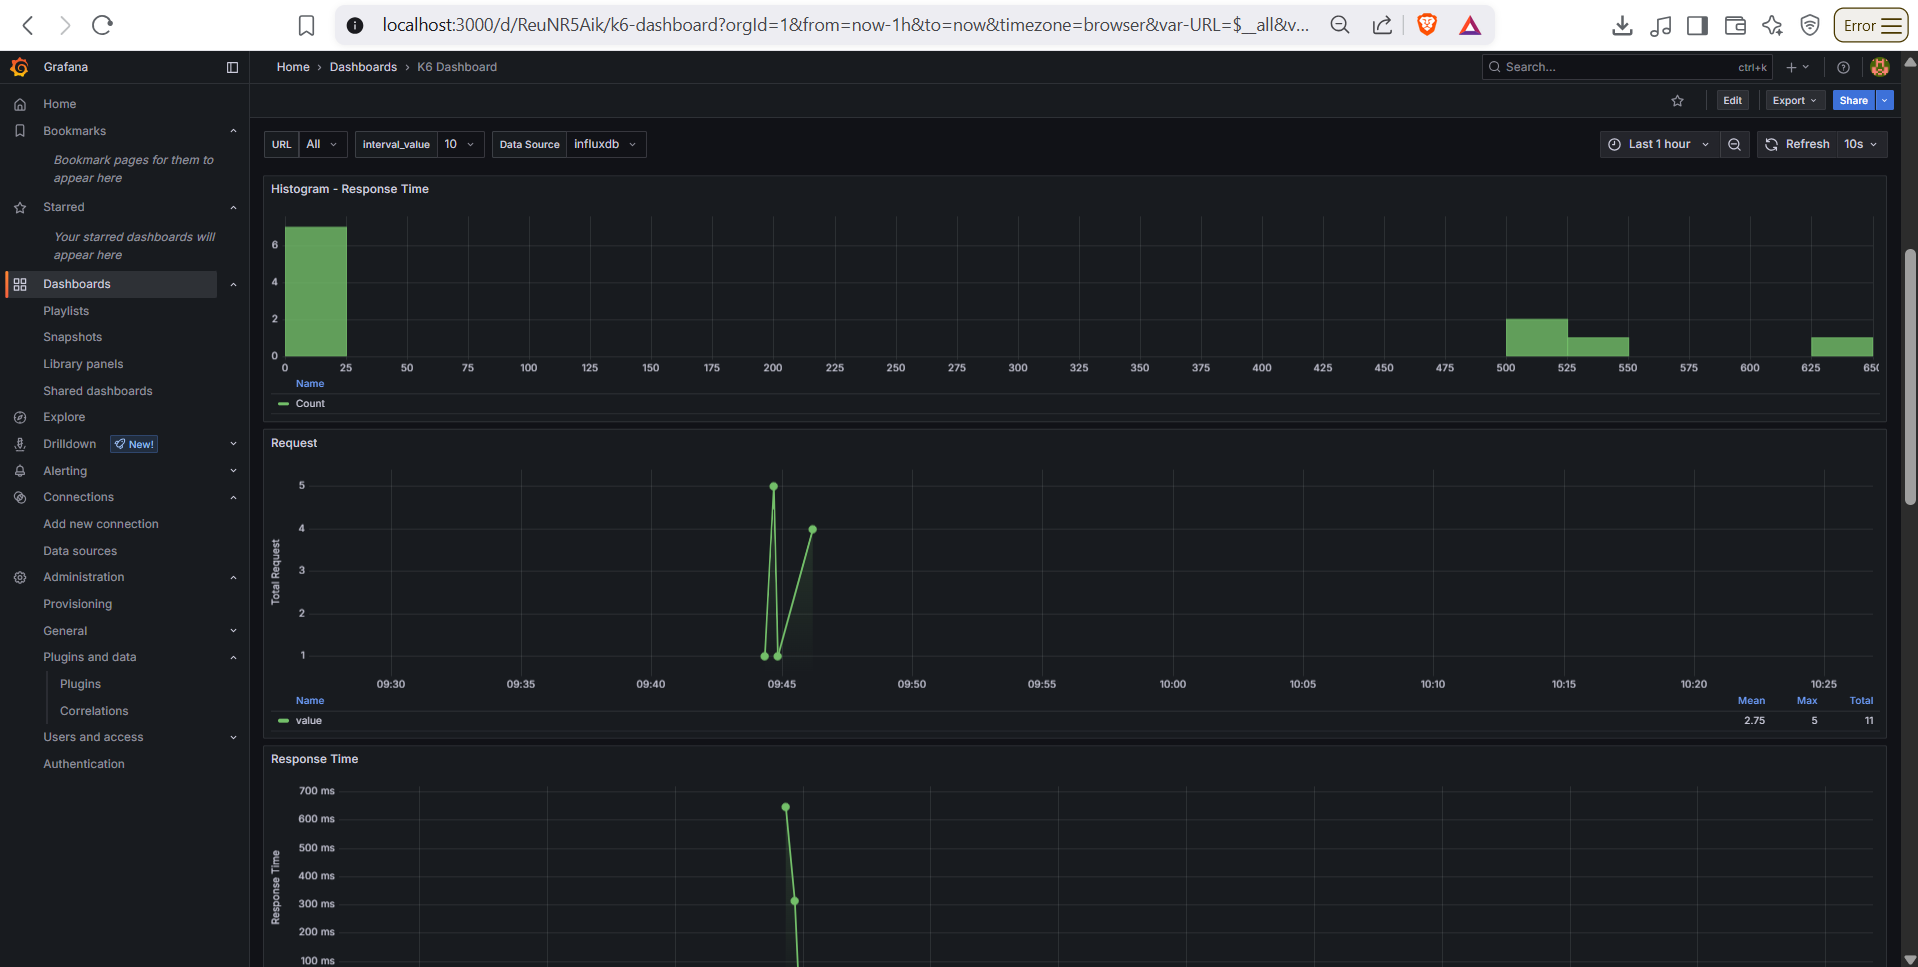 localhost:3000/d/ReuNR5Aik/k6-dashboard?orgId=1&from=now-1h&to=now&timezone=browser&var-URL=$__all&v...
Error
Grafana
Home › Dashboards › K6 Dashboard
Search... ctrl+k
Edit Export Share
Home
Bookmarks
Bookmark pages for them to
appear here
Starred
Your starred dashboards will
appear here
Dashboards
Playlists
Snapshots
Library panels
Shared dashboards
Explore
Drilldown New!
Alerting
Connections
Add new connection
Data sources
Administration
Provisioning
General
Plugins and data
Plugins
Correlations
Users and access
Authentication
URL All interval_value 10 Data Source influxdb
Last 1 hour Refresh 10s
Histogram - Response Time
6
4
2
0
0 25 50 75 100 125 150 175 200 225 250 275 300 325 350 375 400 425 450 475 500 525 550 575 600 625 650
Name
Count
Request
Total Request
5
4
3
2
1
09:30 09:35 09:40 09:45 09:50 09:55 10:00 10:05 10:10 10:15 10:20 10:25
Name Mean Max Total
value 2.75 5 11
Response Time
Response Time
700 ms
600 ms
500 ms
400 ms
300 ms
200 ms
100 ms